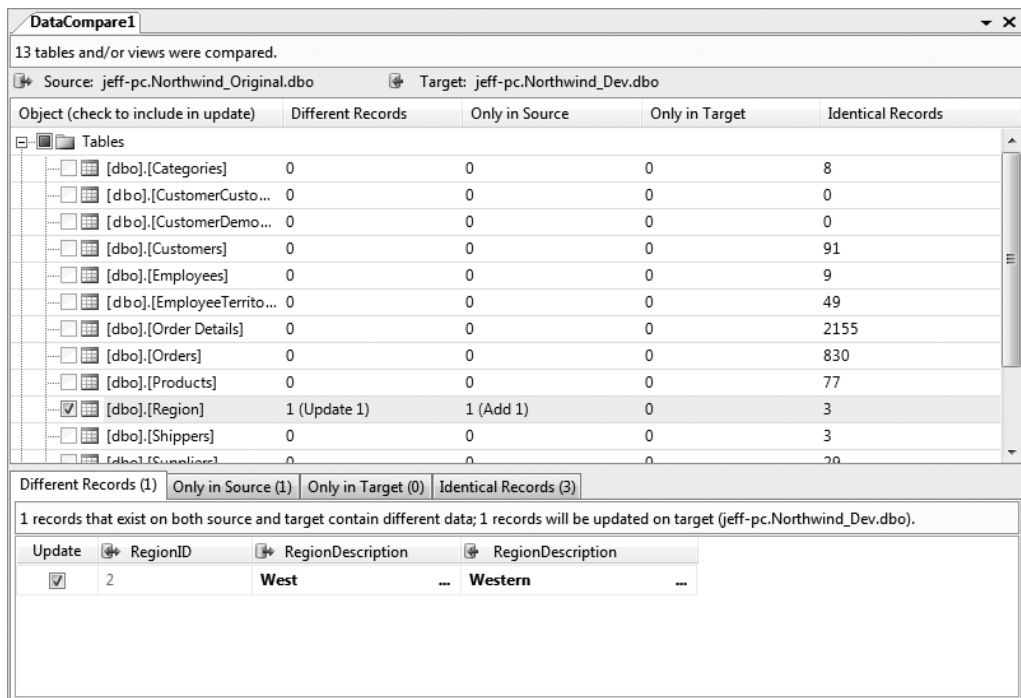 DataCompare1
13 tables and/or views were compared.
Source: jeff-pc.Northwind_Original.dbo Target: jeff-pc.Northwind_Dev.dbo
Object (check to include in update) Different Records Only in Source Only in Target Identical Records
Tables
[dbo].[Categories] 0 0 0 8
[dbo].[CustomerCusto... 0 0 0 0
[dbo].[CustomerDemo... 0 0 0 0
[dbo].[Customers] 0 0 0 91
[dbo].[Employees] 0 0 0 9
[dbo].[EmployeeTerrito... 0 0 0 49
[dbo].[Order Details] 0 0 0 2155
[dbo].[Orders] 0 0 0 830
[dbo].[Products] 0 0 0 77
[dbo].[Region] 1 (Update 1) 1 (Add 1) 0 3
[dbo].[Shippers] 0 0 0 3
[dbo].[Suppliers] 0 0 0 29
Different Records (1) Only in Source (1) Only in Target (0) Identical Records (3)
1 records that exist on both source and target contain different data; 1 records will be updated on target (jeff-pc.Northwind_Dev.dbo).
Update RegionID RegionDescription RegionDescription
2 West ... Western ...